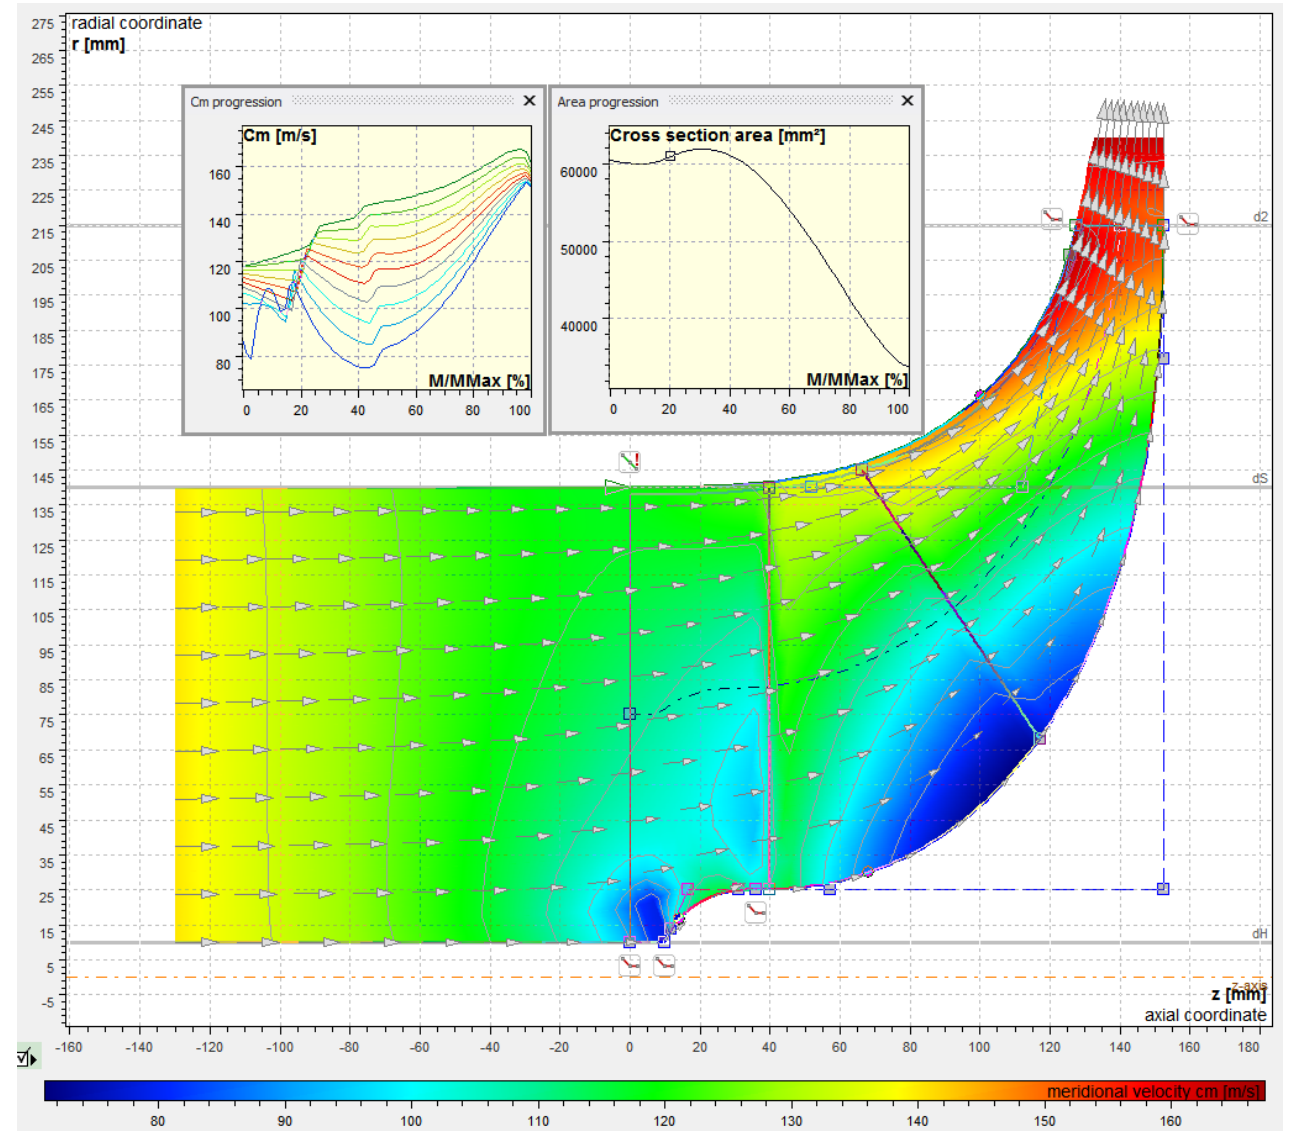 radial coordinate
r [mm]
275
265
255
245
235
225
215
205
195
185
175
165
155
145
135
125
115
105
95
85
75
65
55
45
35
25
15
5
-5
Cm progression
Cm [m/s]
160
140
120
100
80
M/MMax [%]
0 20 40 60 80 100
Area progression
Cross section area [mm²]
60000
50000
40000
M/MMax [%]
0 20 40 60 80 100
d2
dS
dH
z-axis
z [mm]
axial coordinate
-160 -140 -120 -100 -80 -60 -40 -20 0 20 40 60 80 100 120 140 160 180
meridional velocity cm [m/s]
80 90 100 110 120 130 140 150 160